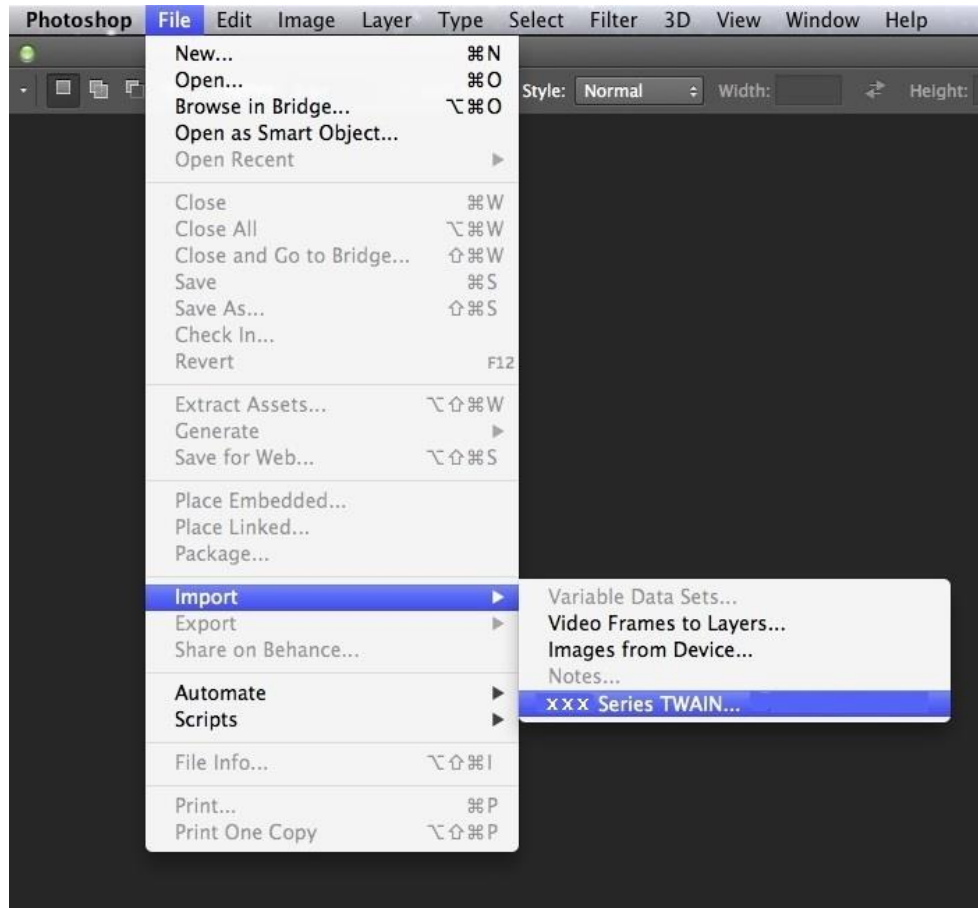 Photoshop File Edit Image Layer Type Select Filter 3D View Window Help
Style: Normal Width: Height:
New... ⌘N
Open... ⌘O
Browse in Bridge... ⌥⌘O
Open as Smart Object...
Open Recent
Close ⌘W
Close All ⌥⌘W
Close and Go to Bridge... ⇧⌘W
Save ⌘S
Save As... ⇧⌘S
Check In...
Revert F12
Extract Assets... ⌥⇧⌘W
Generate
Save for Web... ⌥⇧⌘S
Place Embedded...
Place Linked...
Package...
Import
Export
Share on Behance...
Automate
Scripts
File Info... ⌥⇧⌘I
Print... ⌘P
Print One Copy ⌥⇧⌘P
Variable Data Sets...
Video Frames to Layers...
Images from Device...
Notes...
xxx Series TWAIN...